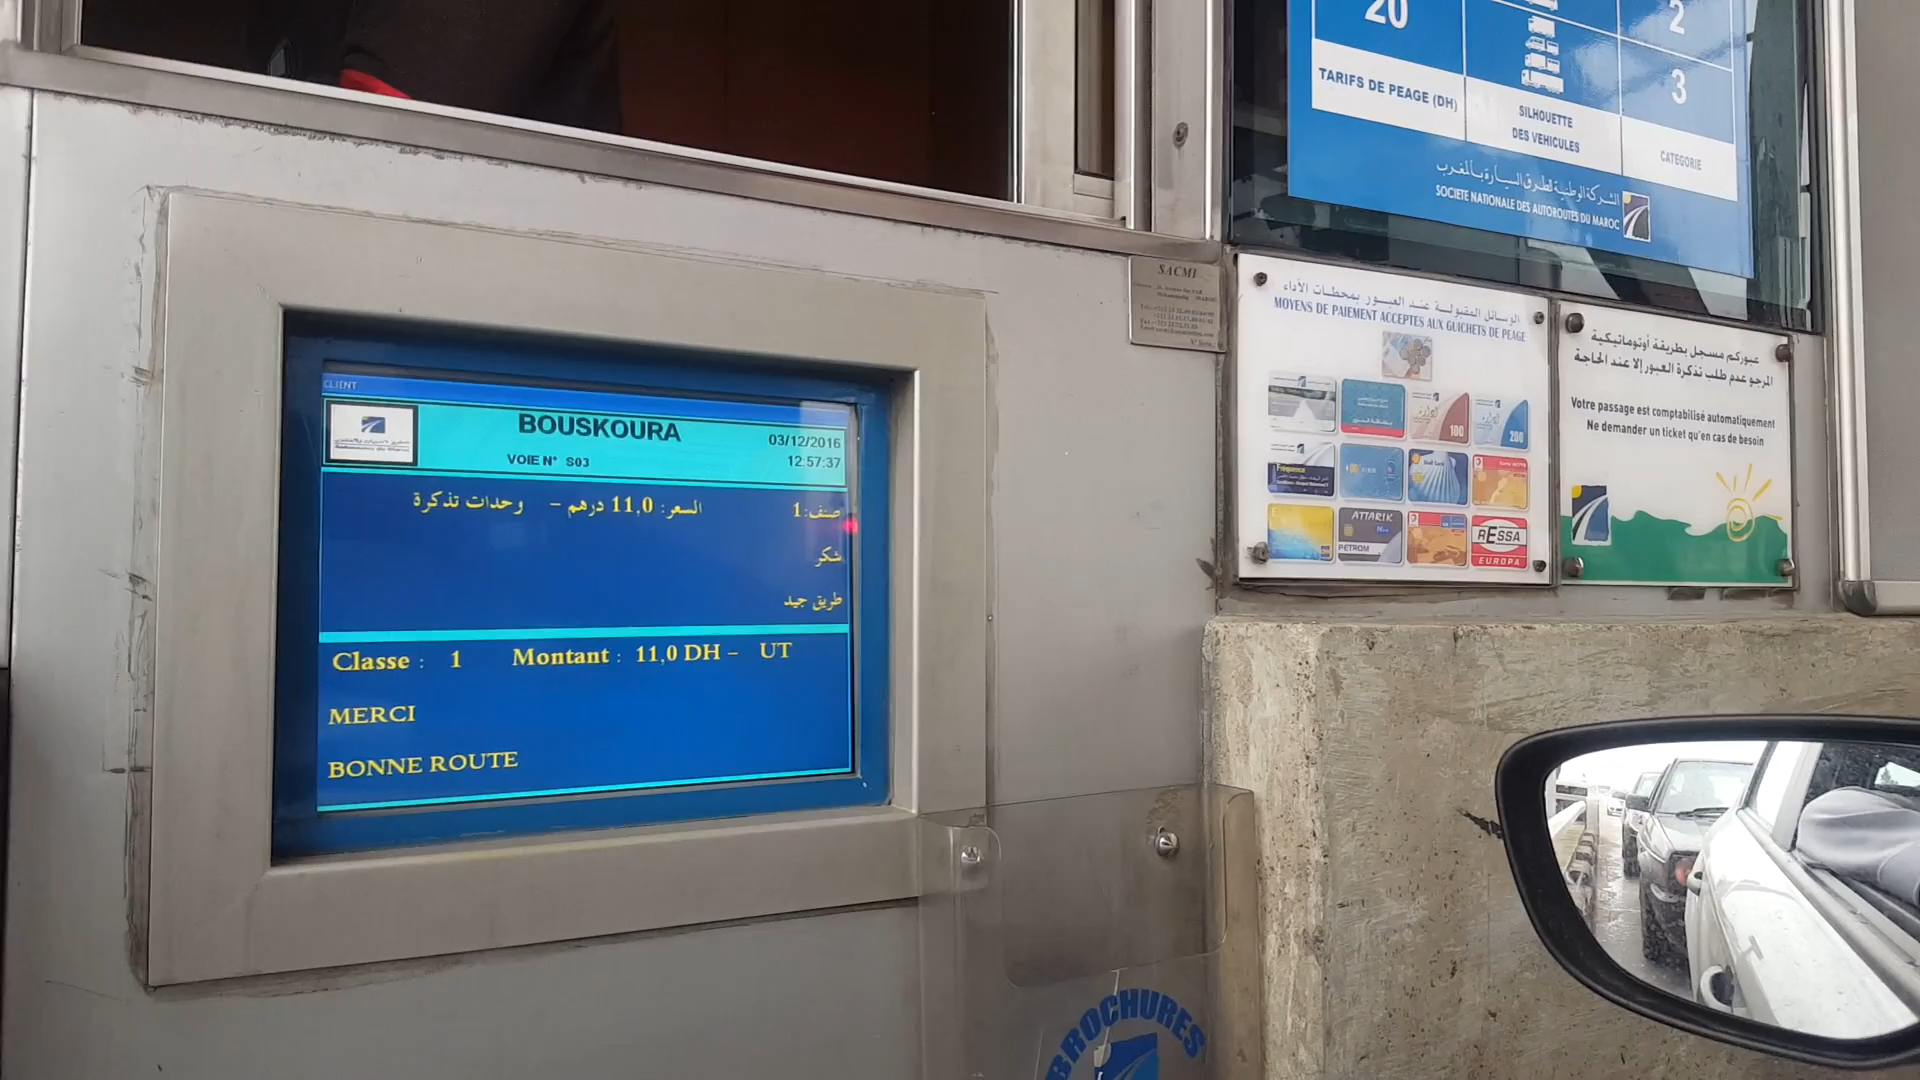 CLIENT
BOUSKOURA
03/12/2016
VOIE N° S03
12:57:37
صنف:1 السعر: 11,0 درهم - وحدات تذكرة
شكر
طريق جيد
Classe : 1 Montant : 11,0 DH - UT
MERCI
BONNE ROUTE
20
2
3
TARIFS DE PEAGE (DH)
SILHOUETTE
DES VEHICULES
CATEGORIE
الشركة الوطنية للطرق السيارة بالمغرب
SOCIETE NATIONALE DES AUTOROUTES DU MAROC
SACMI
الوسائل المقبولة عند العبور بمحطات الأداء
MOYENS DE PAIEMENT ACCEPTES AUX GUICHETS DE PEAGE
100
200
Fréquence
ATTARIK
PETROM
RESSA
EUROPA
عبوركم مسجل بطريقة أوتوماتيكية
المرجو عدم طلب تذكرة العبور إلا عند الحاجة
Votre passage est comptabilisé automatiquement
Ne demander un ticket qu'en cas de besoin
BROCHURES